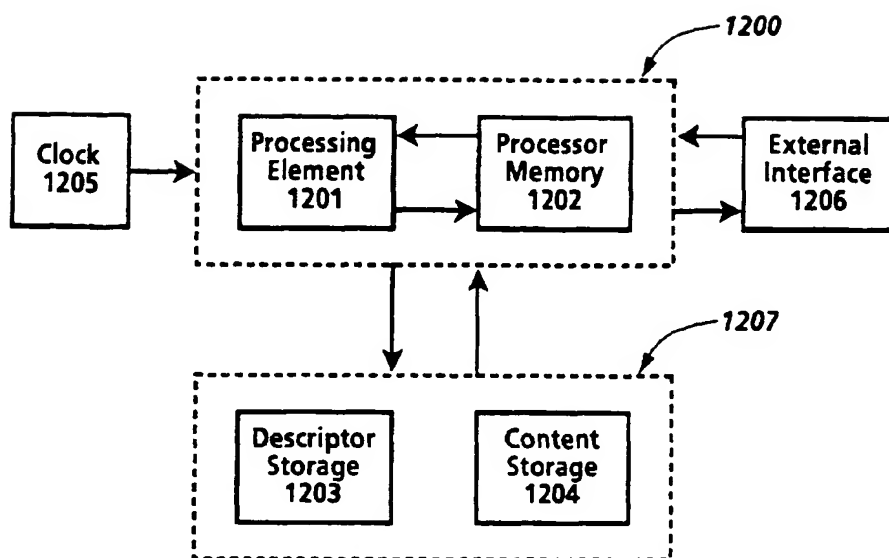 1200
Clock
1205
Processing
Element
1201
Processor
Memory
1202
External
Interface
1206
1207
Descriptor
Storage
1203
Content
Storage
1204